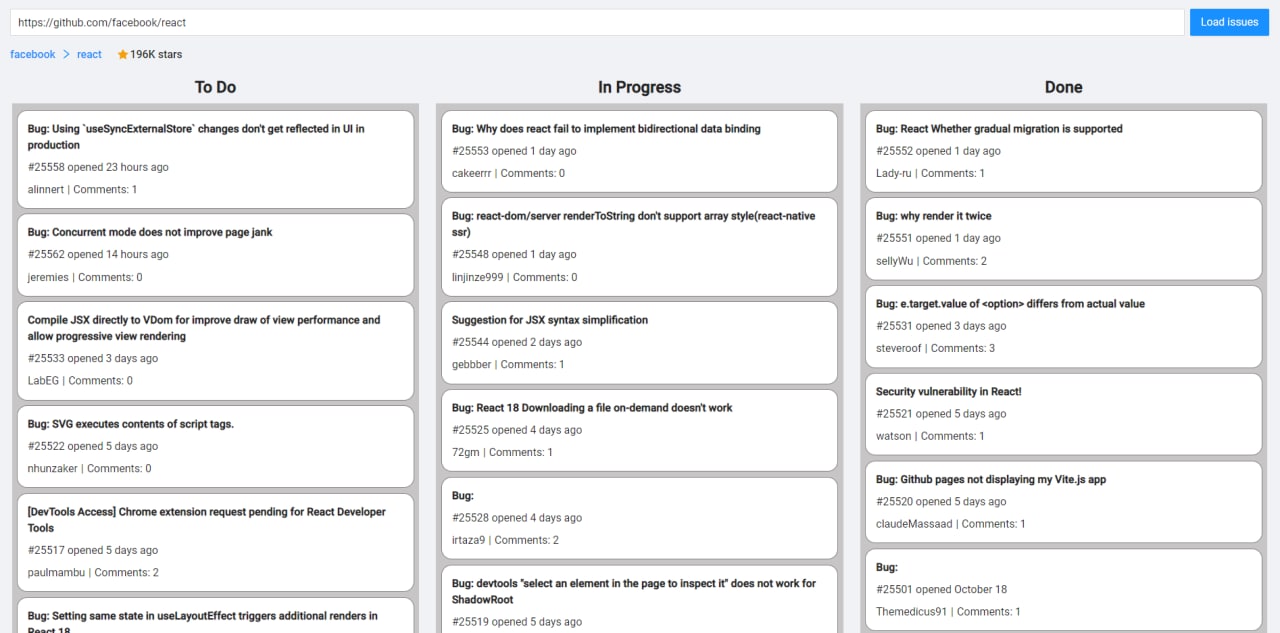 https://github.com/facebook/react
Load issues
facebook > react 196K stars
To Do
Bug: Using `useSyncExternalStore` changes don't get reflected in UI in
production
#25558 opened 23 hours ago
alinnert | Comments: 1
Bug: Concurrent mode does not improve page jank
#25562 opened 14 hours ago
jeremies | Comments: 0
Compile JSX directly to VDom for improve draw of view performance and
allow progressive view rendering
#25533 opened 3 days ago
LabEG | Comments: 0
Bug: SVG executes contents of script tags.
#25522 opened 5 days ago
nhunzaker | Comments: 0
[DevTools Access] Chrome extension request pending for React Developer
Tools
#25517 opened 5 days ago
paulmambu | Comments: 2
Bug: Setting same state in useLayoutEffect triggers additional renders in
React 18
In Progress
Bug: Why does react fail to implement bidirectional data binding
#25553 opened 1 day ago
cakeerrr | Comments: 0
Bug: react-dom/server renderToString don't support array style(react-native
ssr)
#25548 opened 1 day ago
linjinze999 | Comments: 0
Suggestion for JSX syntax simplification
#25544 opened 2 days ago
gebbber | Comments: 1
Bug: React 18 Downloading a file on-demand doesn't work
#25525 opened 4 days ago
72gm | Comments: 1
Bug:
#25528 opened 4 days ago
irtaza9 | Comments: 2
Bug: devtools "select an element in the page to inspect it" does not work for
ShadowRoot
#25519 opened 5 days ago
Done
Bug: React Whether gradual migration is supported
#25552 opened 1 day ago
Lady-ru | Comments: 1
Bug: why render it twice
#25551 opened 1 day ago
sellyWu | Comments: 2
Bug: e.target.value of <option> differs from actual value
#25531 opened 3 days ago
steveroof | Comments: 3
Security vulnerability in React!
#25521 opened 5 days ago
watson | Comments: 1
Bug: Github pages not displaying my Vite.js app
#25520 opened 5 days ago
claudeMassaad | Comments: 1
Bug:
#25501 opened October 18
Themedicus91 | Comments: 1